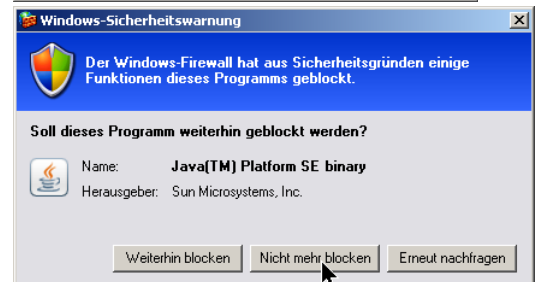 Windows-Sicherheitswarnung
Der Windows-Firewall hat aus Sicherheitsgründen einige
Funktionen dieses Programms geblockt.
Soll dieses Programm weiterhin geblockt werden?
Name: Java(TM) Platform SE binary
Herausgeber: Sun Microsystems, Inc.
Weiterhin blocken Nicht mehr blocken Erneut nachfragen